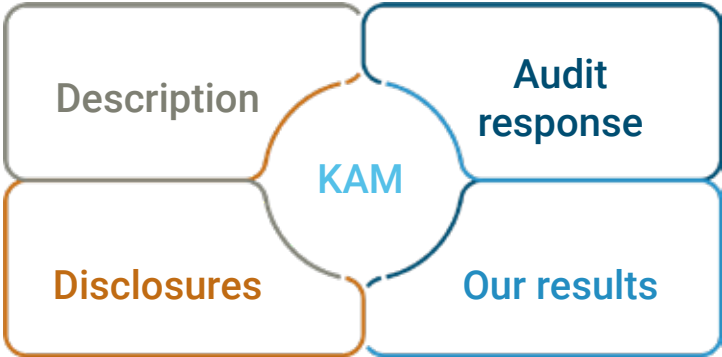 Description
Audit
response
KAM
Disclosures
Our results